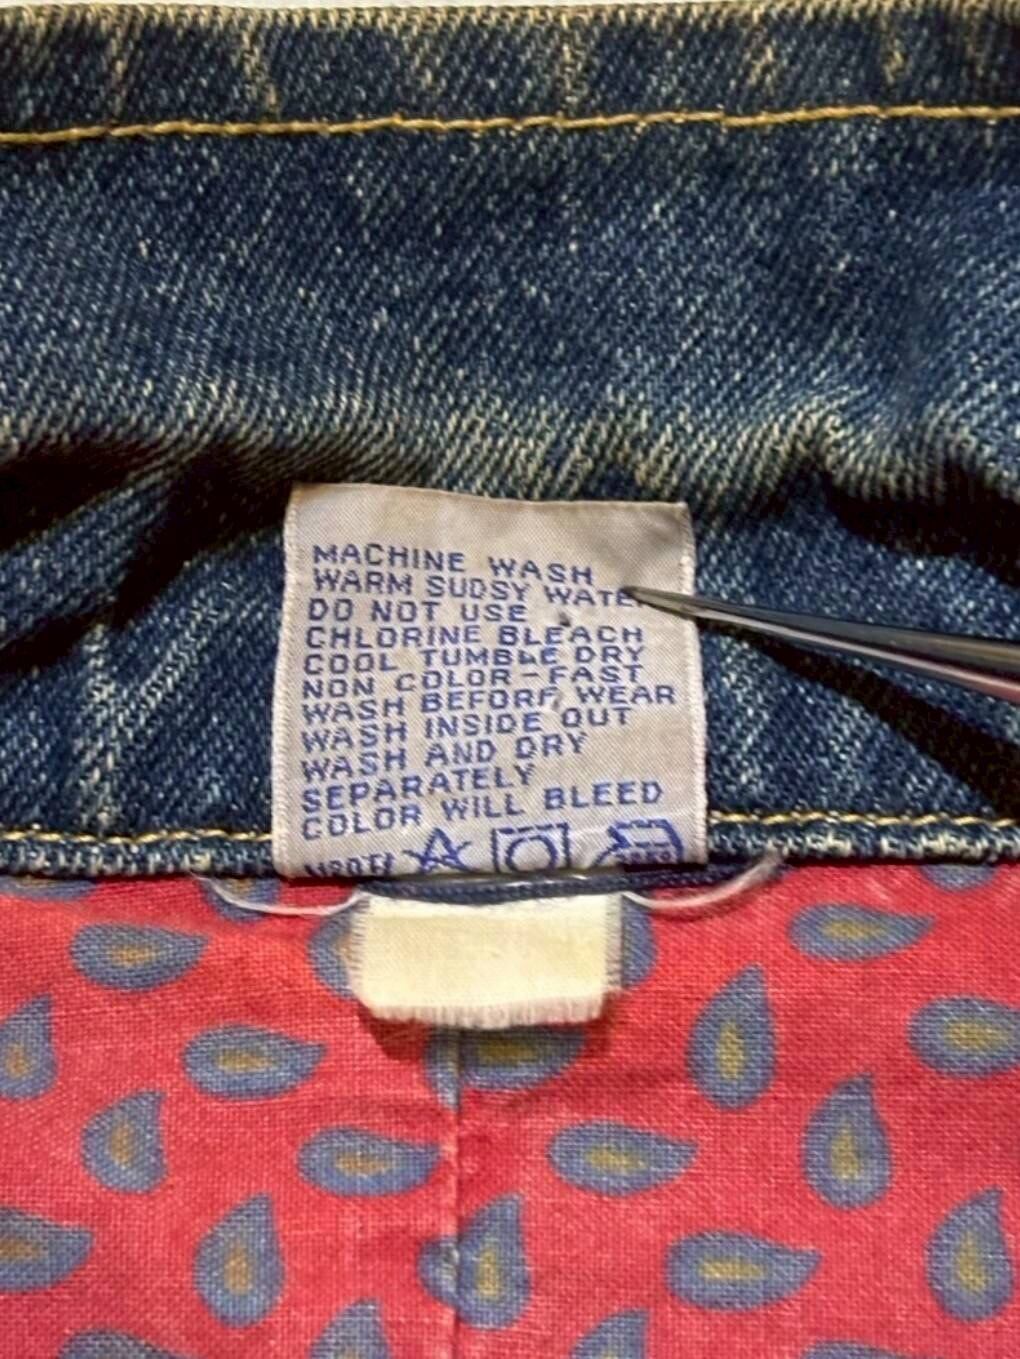 MACHINE WASH
WARM SUDSY WATE
DO NOT USE
CHLORINE BLEACH
COOL TUMBLE DRY
NON COLOR-FAST
WASH BEFORE WEAR
WASH INSIDE OUT
WASH AND DRY
SEPARATELY
COLOR WILL BLEED